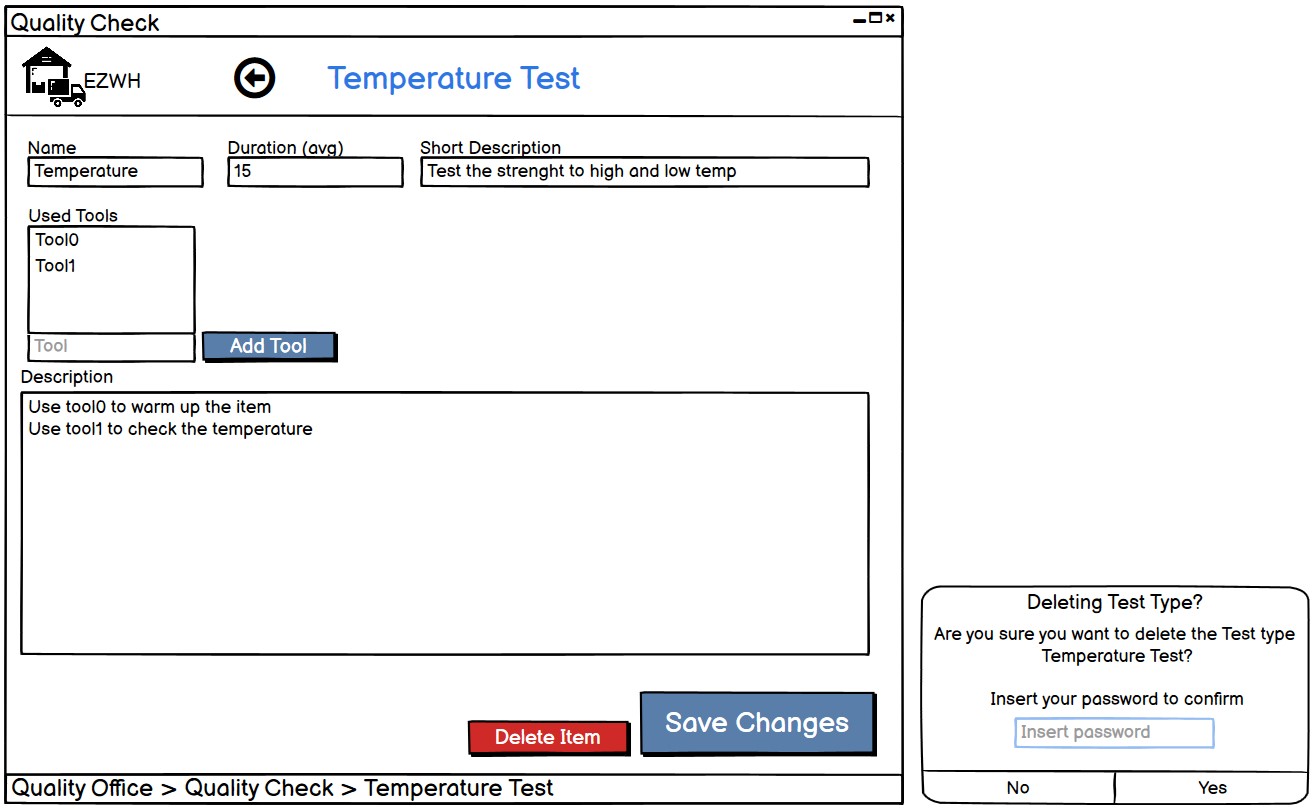 Quality Check
EZWH
Temperature Test
Name
Duration (avg)
Short Description
Temperature
15
Test the strenght to high and low temp
Used Tools
Tool0
Tool1
Tool
Add Tool
Description
Use tool0 to warm up the item
Use tool1 to check the temperature
Delete Item
Save Changes
Quality Office > Quality Check > Temperature Test
Deleting Test Type?
Are you sure you want to delete the Test type
Temperature Test?
Insert your password to confirm
Insert password
No
Yes